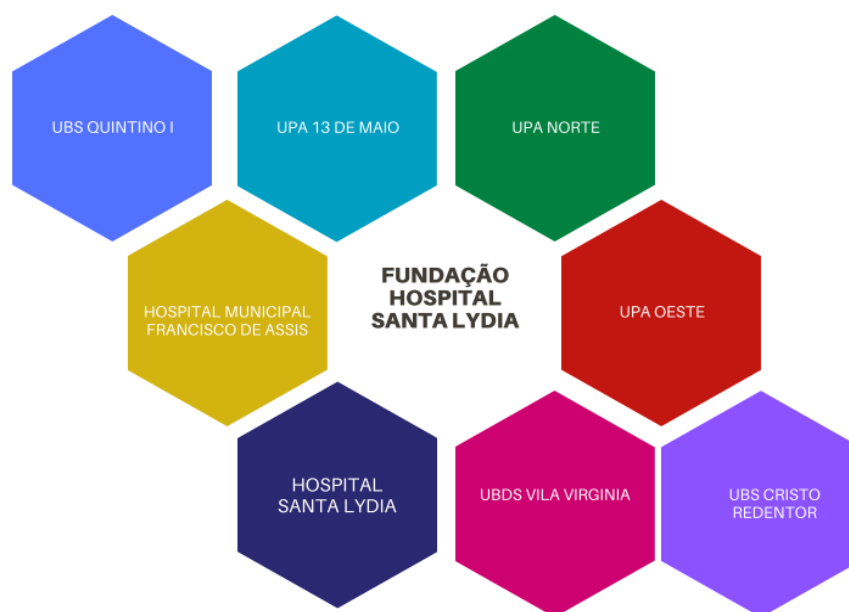 UBS QUINTINO I
UPA 13 DE MAIO
UPA NORTE
HOSPITAL MUNICIPAL
FRANCISCO DE ASSIS
FUNDAÇÃO
HOSPITAL
SANTA LYDIA
UPA OESTE
HOSPITAL
SANTA LYDIA
UBDS VILA VIRGINIA
UBS CRISTO
REDENTOR